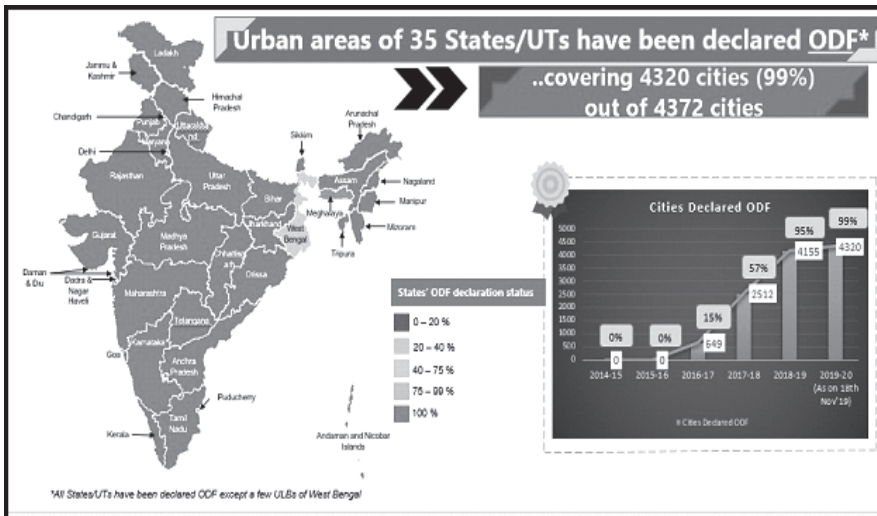 Urban areas of 35 States/UTs have been declared ODF*
..covering 4320 cities (99%)
out of 4372 cities
Ladakh
Jammu &
Kashmir
Himachal
Pradesh
Chandigarh
Punjab
Uttarakha
nd
Haryana
Delhi
Rajasthan
Uttar
Pradesh
Sikkim
Arunachal
Pradesh
Assam
Nagaland
Manipur
Meghalaya
Mizoram
Tripura
Bihar
Jharkhand
West
Bengal
Gujarat
Madhya
Pradesh
Chhattisg
arh
Orissa
Daman
& Diu
Dadra &
Nagar
Haveli
Maharashtra
Telangana
Goa
Karnataka
Andhra
Pradesh
Puducherry
Tamil
Nadu
Kerala
Andaman and Nicobar
Islands
States' ODF declaration status
0 – 20 %
20 – 40 %
40 – 75 %
75 – 99 %
100 %
Cities Declared ODF
5000
4500
4000
3500
3000
2500
2000
1500
1000
500
0
0%
0%
15%
57%
95%
99%
0
0
649
2512
4155
4320
2014-15
2015-16
2016-17
2017-18
2018-19
2019-20
(As on 18th
Nov'19)
Cities Declared ODF
*All States/UTs have been declared ODF except a few ULBs of West Bengal